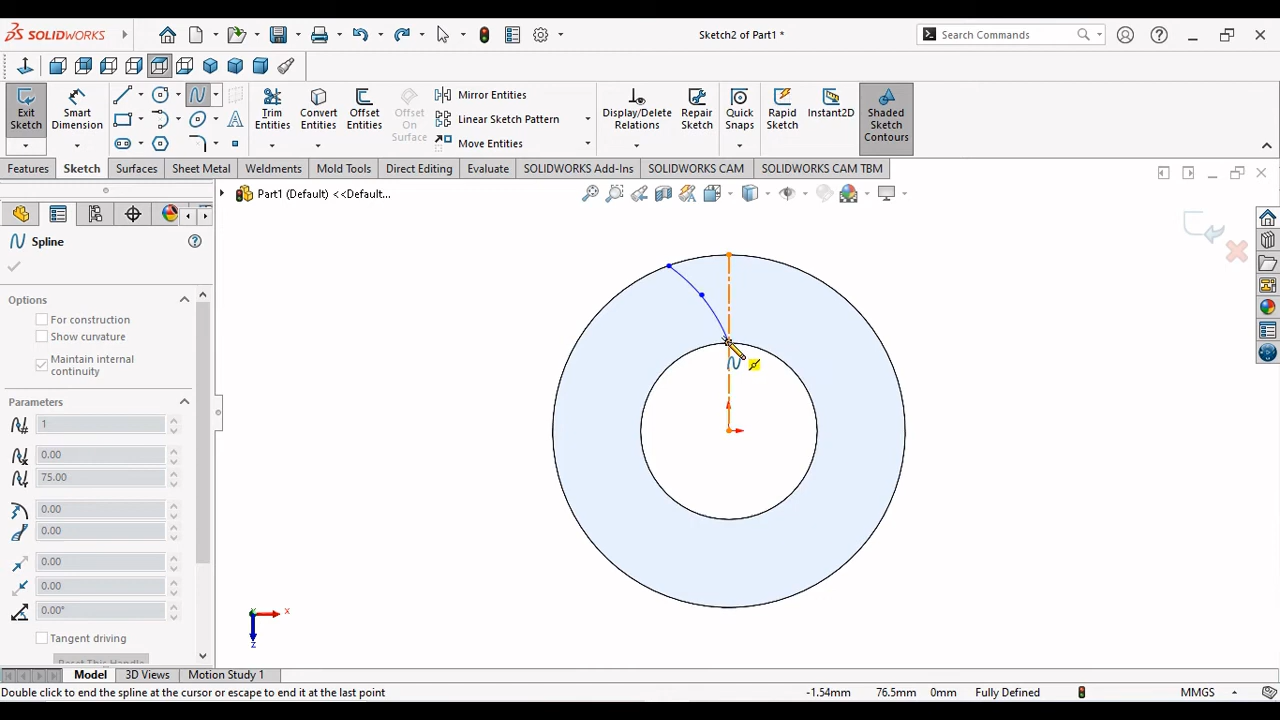 SOLIDWORKS
Sketch2 of Part1 *
Search Commands
Exit Sketch
Smart Dimension
Trim Entities
Convert Entities
Offset Entities
Offset On Surface
Mirror Entities
Linear Sketch Pattern
Move Entities
Display/Delete Relations
Repair Sketch
Quick Snaps
Rapid Sketch
Instant2D
Shaded Sketch Contours
Features
Sketch
Surfaces
Sheet Metal
Weldments
Mold Tools
Direct Editing
Evaluate
SOLIDWORKS Add-Ins
SOLIDWORKS CAM
SOLIDWORKS CAM TBM
Part1 (Default) <<Default...
Spline
Options
For construction
Show curvature
Maintain internal
continuity
Parameters
1
0.00
75.00
0.00
0.00
0.00
0.00
0.00°
Tangent driving
Reset This Handle
Y
X
Z
Model
3D Views
Motion Study 1
Double click to end the spline at the cursor or escape to end it at the last point
-1.54mm
76.5mm
0mm
Fully Defined
MMGS